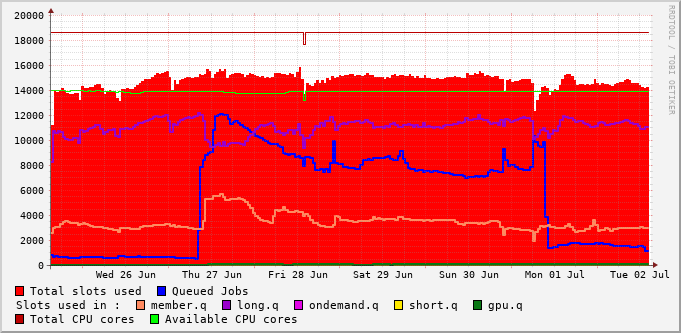 20000
18000
16000
14000
12000
10000
8000
6000
4000
2000
0
Wed 26 Jun Thu 27 Jun Fri 28 Jun Sat 29 Jun Sun 30 Jun Mon 01 Jul Tue 02 Jul
RRDTOOL / TOBI OETIKER
Total slots used Queued Jobs
Slots used in : member.q long.q ondemand.q short.q gpu.q
Total CPU cores Available CPU cores